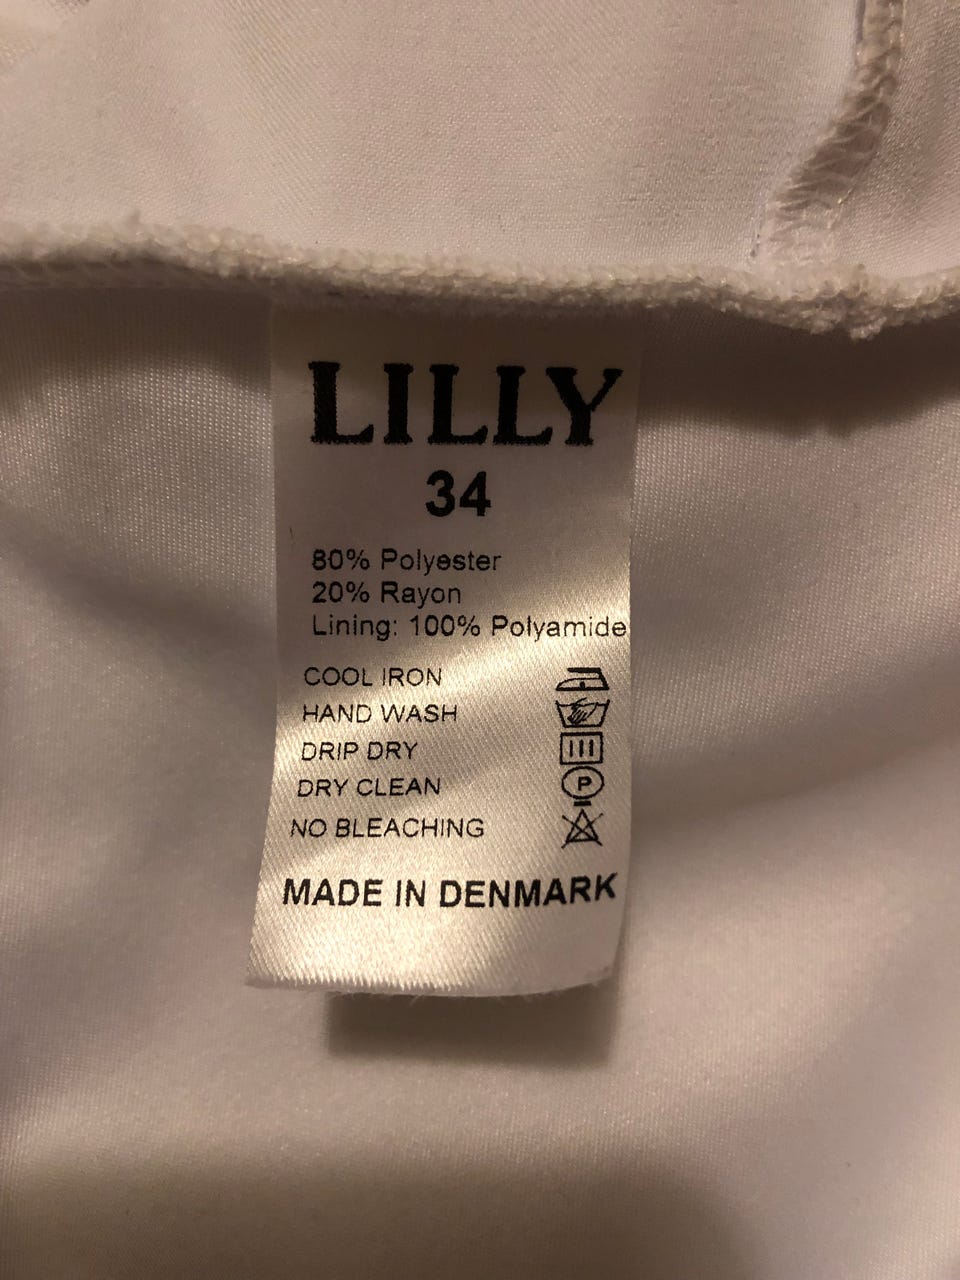 LILLY
34
80% Polyester
20% Rayon
Lining: 100% Polyamide
COOL IRON
HAND WASH
DRIP DRY
DRY CLEAN
P
NO BLEACHING
MADE IN DENMARK